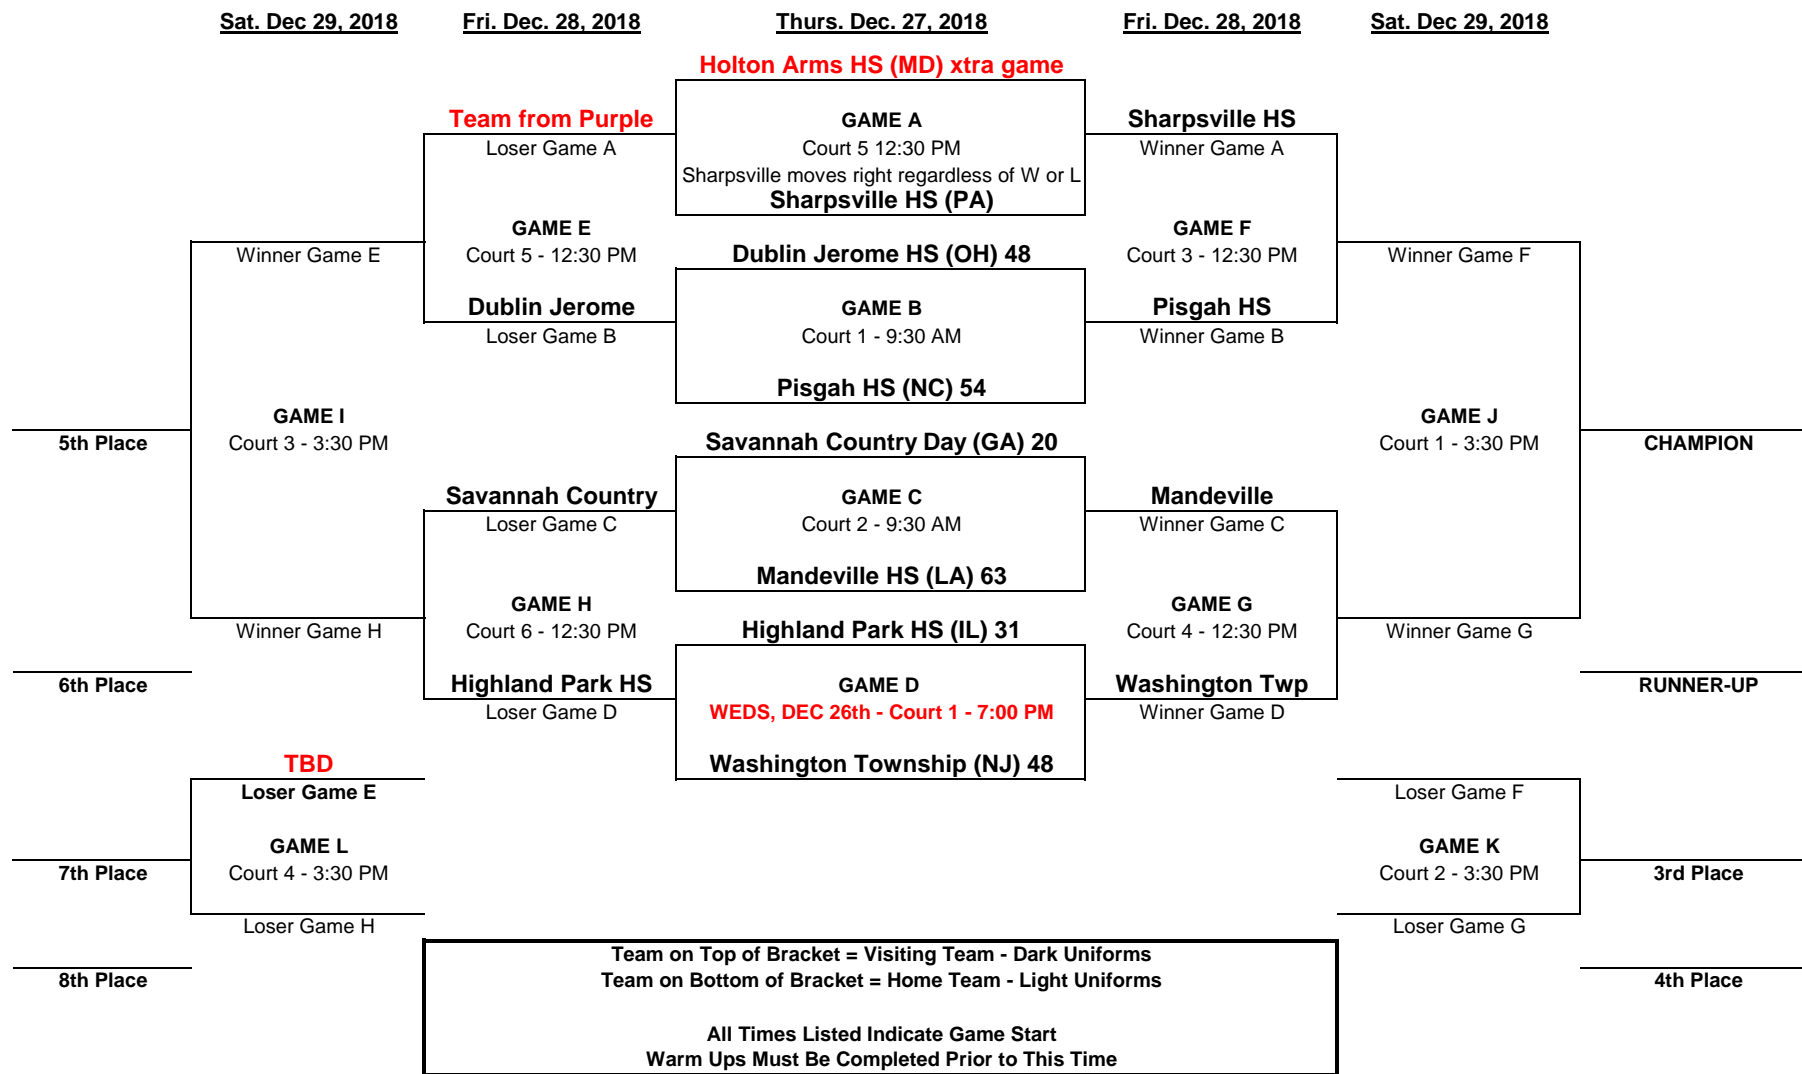 Sat. Dec 29, 2018 Fri. Dec. 28, 2018 Thurs. Dec. 27, 2018 Fri. Dec. 28, 2018 Sat. Dec 29, 2018
Holton Arms HS (MD) xtra game
Team from Purple GAME A Sharpsville HS
Loser Game A Court 5 12:30 PM Winner Game A
Sharpsville moves right regardless of W or L
Sharpsville HS (PA)
GAME E GAME F
Winner Game E Court 5 - 12:30 PM Dublin Jerome HS (OH) 48 Court 3 - 12:30 PM Winner Game F
Dublin Jerome GAME B Pisgah HS
Loser Game B Court 1 - 9:30 AM Winner Game B
Pisgah HS (NC) 54
GAME I GAME J
5th Place Court 3 - 3:30 PM Savannah Country Day (GA) 20 Court 1 - 3:30 PM CHAMPION
Savannah Country GAME C Mandeville
Loser Game C Court 2 - 9:30 AM Winner Game C
Mandeville HS (LA) 63
GAME H GAME G
Winner Game H Court 6 - 12:30 PM Highland Park HS (IL) 31 Court 4 - 12:30 PM Winner Game G
6th Place Highland Park HS GAME D Washington Twp RUNNER-UP
Loser Game D WEDS, DEC 26th - Court 1 - 7:00 PM Winner Game D
TBD Washington Township (NJ) 48
Loser Game E Loser Game F
GAME L GAME K
7th Place Court 4 - 3:30 PM Court 2 - 3:30 PM 3rd Place
Loser Game H Loser Game G
Team on Top of Bracket = Visiting Team - Dark Uniforms
8th Place Team on Bottom of Bracket = Home Team - Light Uniforms 4th Place
All Times Listed Indicate Game Start
Warm Ups Must Be Completed Prior to This Time